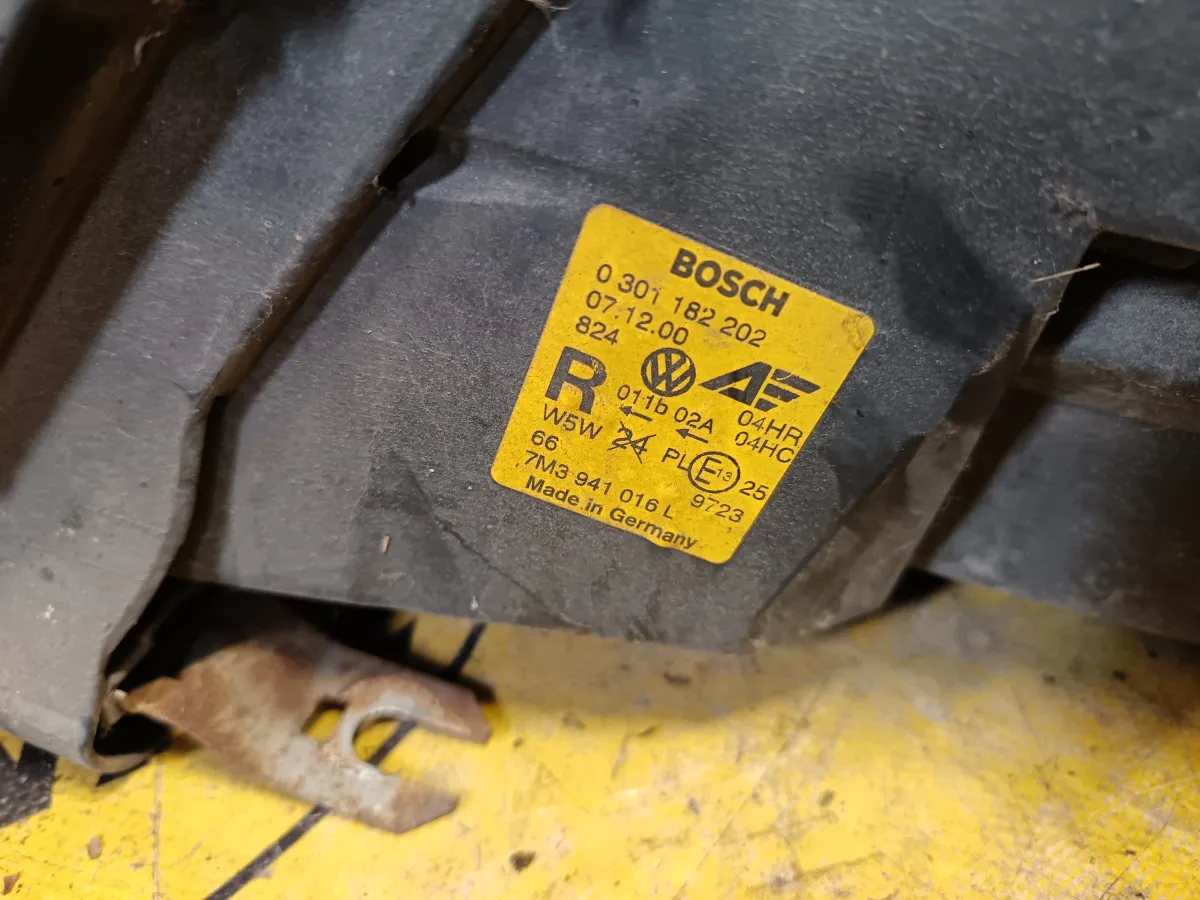 BOSCH
0 301 182 202
07.12.00
824
R
011b 02A 04HR
W5W 24 PL 04HC
66 E13 25
7M3 941 016 L 9723
Made in Germany